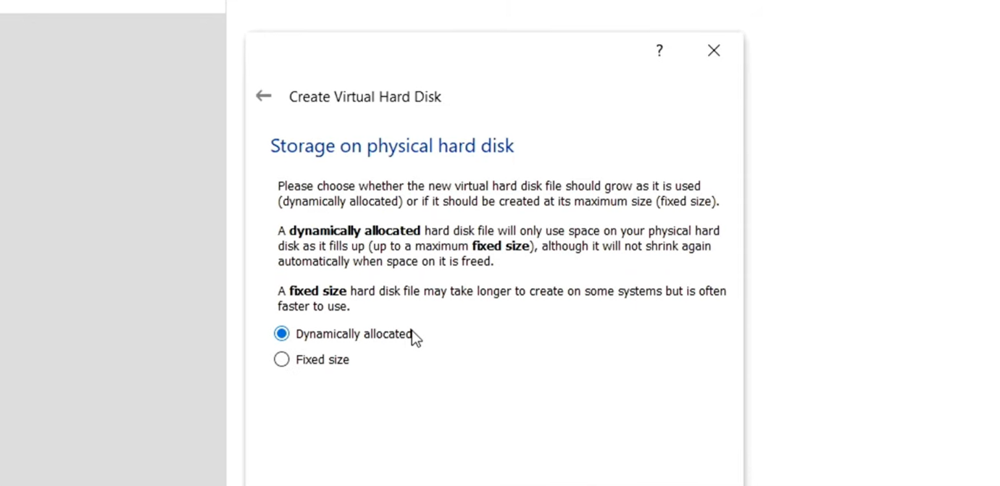 ?
Create Virtual Hard Disk
Storage on physical hard disk
Please choose whether the new virtual hard disk file should grow as it is used
(dynamically allocated) or if it should be created at its maximum size (fixed size).
A dynamically allocated hard disk file will only use space on your physical hard
disk as it fills up (up to a maximum fixed size), although it will not shrink again
automatically when space on it is freed.
A fixed size hard disk file may take longer to create on some systems but is often
faster to use.
Dynamically allocated
Fixed size